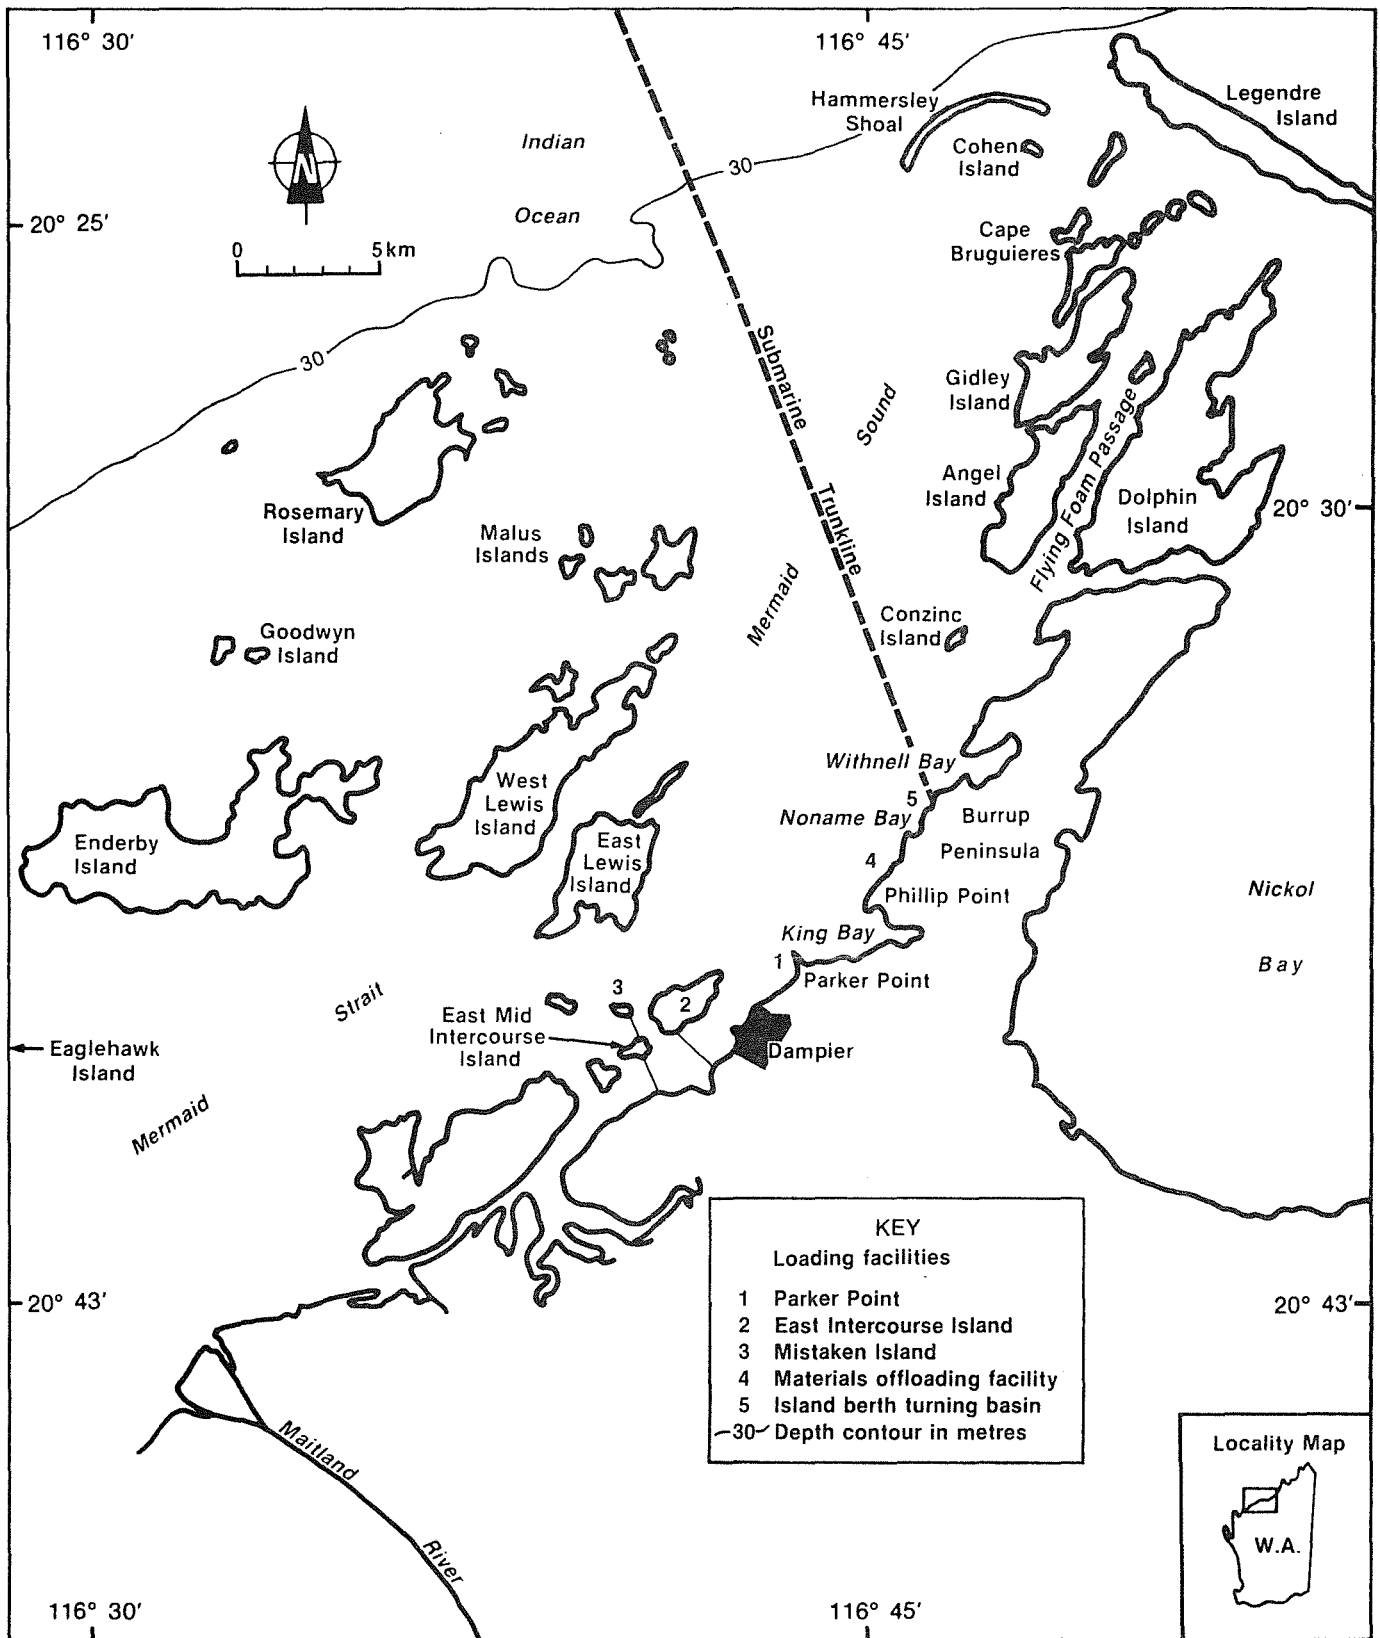 116° 30′
116° 45′
Legendre
Island
Hammersley
Shoal
Indian
Cohen
Island
N
30
Ocean
20° 25′
Cape
Bruguieres
0 5km
Submarine
30
Gidley
Island
Sound
Flying Foam Passage
Angel
Island
Trunkline
Dolphin
Island
20° 30′
Rosemary
Island
Malus
Islands
Mermaid
Conzinc
Island
Goodwyn
Island
Withnell Bay
West
Lewis
Island
5
Noname Bay
Burrup
Peninsula
Enderby
Island
East
Lewis
Island
4
Phillip Point
Nickol
King Bay
Bay
1
Parker Point
3
2
Strait
East Mid
Intercourse
Island
Dampier
Eaglehawk
Island
Mermaid
KEY
Loading facilities
1 Parker Point
2 East Intercourse Island
3 Mistaken Island
4 Materials offloading facility
5 Island berth turning basin
30 Depth contour in metres
20° 43′
20° 43′
Maitland
River
Locality Map
W.A.
116° 30′
116° 45′